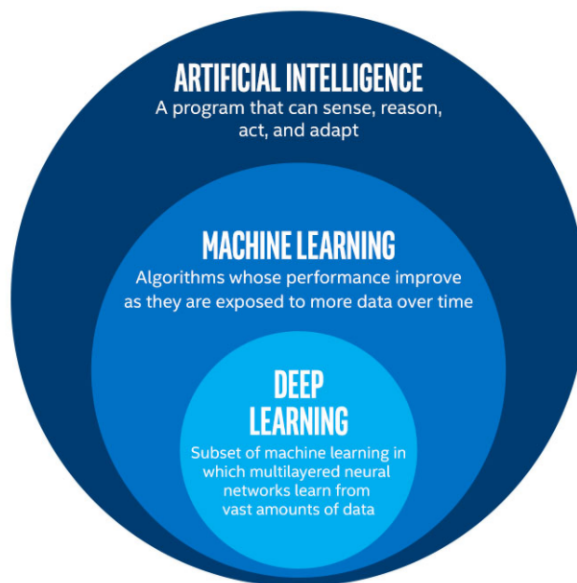 ARTIFICIAL INTELLIGENCE
A program that can sense, reason,
act, and adapt
MACHINE LEARNING
Algorithms whose performance improve
as they are exposed to more data over time
DEEP
LEARNING
Subset of machine learning in
which multilayered neural
networks learn from
vast amounts of data